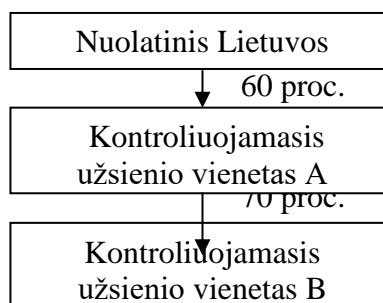 Nuolatinis Lietuvos
60 proc.
Kontroliuojamasis
užsienio vienetas A
70 proc.
Kontroliuojamasis
užsienio vienetas B